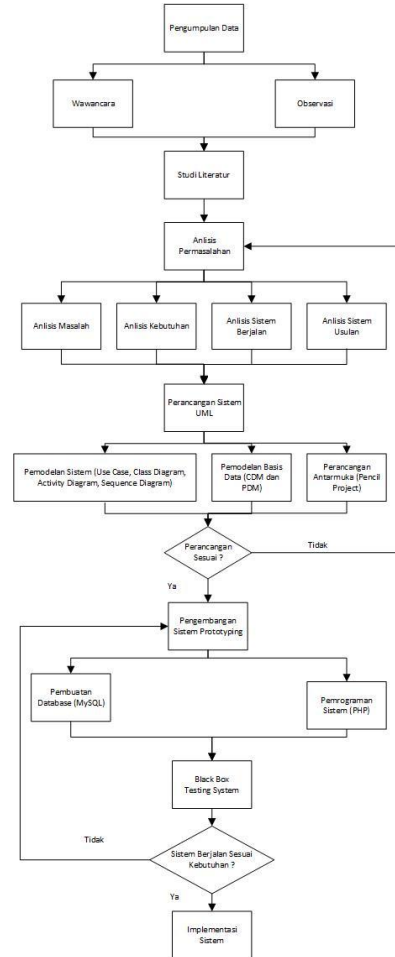 Pengumpulan Data
Wawancara
Observasi
Studi Literatur
Anlisis
Permasalahan
Anlisis Masalah
Anlisis Kebutuhan
Anlisis Sistem
Berjalan
Anlisis Sistem
Usulan
Perancangan Sistem
UML
Pemodelan Sistem (Use Case, Class Diagram,
Activity Diagram, Sequence Diagram)
Pemodelan Basis
Data (CDM dan
PDM)
Perancangan
Antarmuka (Pencil
Project)
Perancangan
Sesuai ?
Tidak
Ya
Pengembangan
Sistem Prototyping
Pembuatan
Database (MySQL)
Pemrograman
Sistem (PHP)
Black Box
Testing System
Tidak
Sistem Berjalan Sesuai
Kebutuhan ?
Ya
Implementasi
Sistem